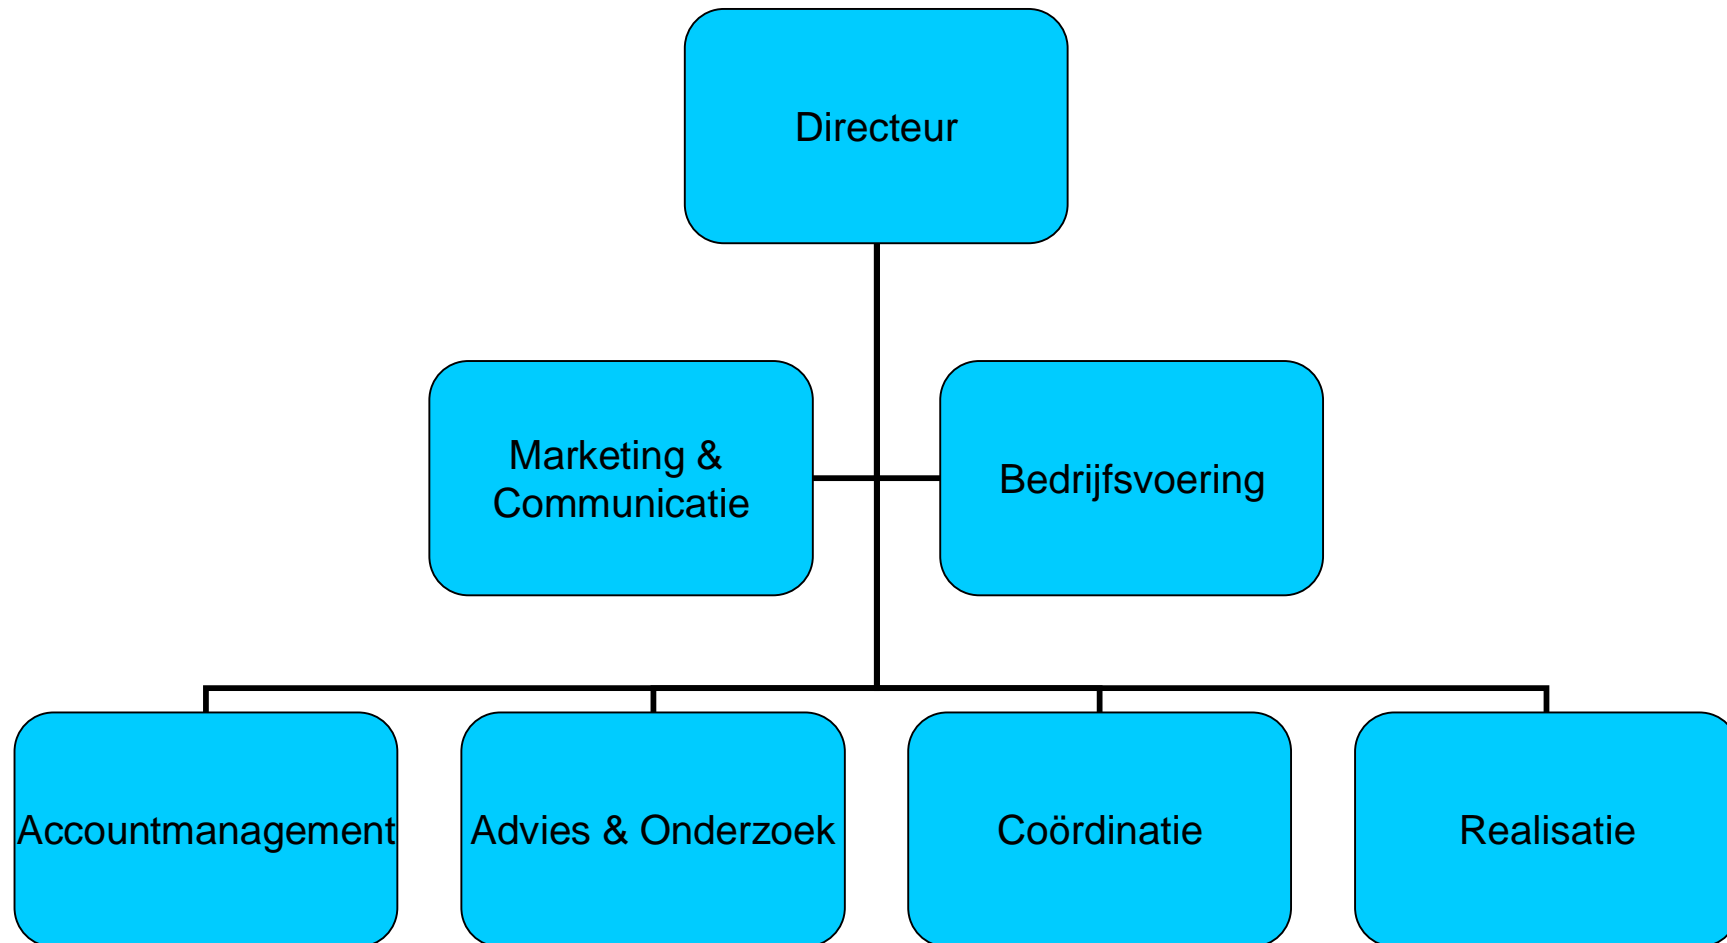 Directeur
Marketing &
Communicatie
Bedrijfsvoering
Accountmanagement
Advies & Onderzoek
Coördinatie
Realisatie